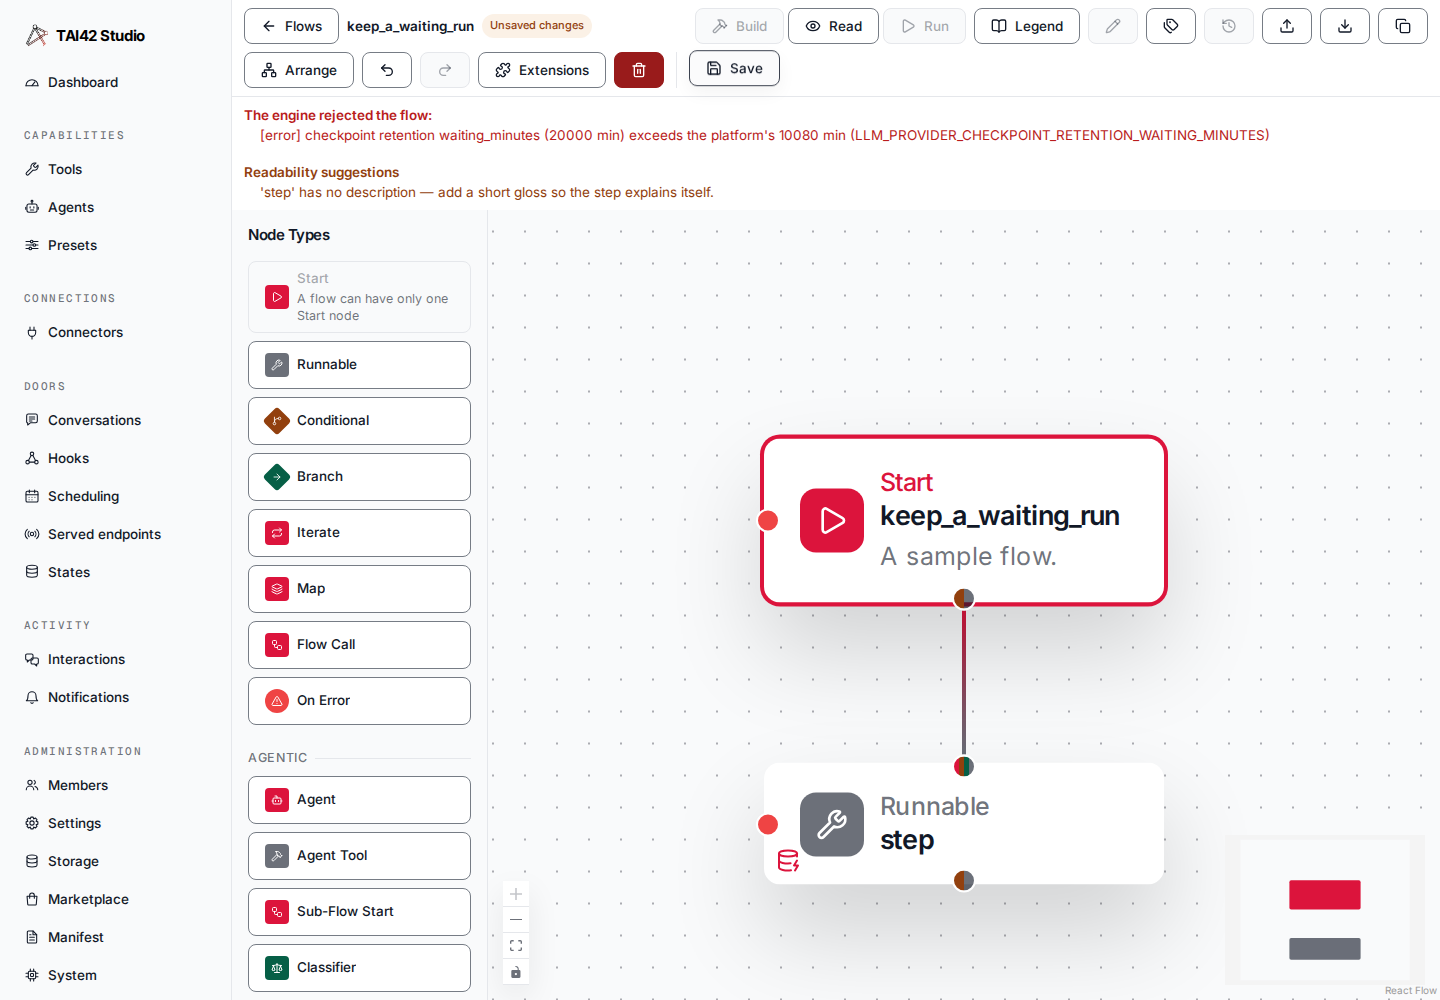 TAI42 Studio
Dashboard
CAPABILITIES
Tools
Agents
Presets
CONNECTIONS
Connectors
DOORS
Conversations
Hooks
Scheduling
Served endpoints
States
ACTIVITY
Interactions
Notifications
ADMINISTRATION
Members
Settings
Storage
Marketplace
Manifest
System
Flows
keep_a_waiting_run
Unsaved changes
Build
Read
Run
Legend
Arrange
Extensions
Save
The engine rejected the flow:
[error] checkpoint retention waiting_minutes (20000 min) exceeds the platform's 10080 min (LLM_PROVIDER_CHECKPOINT_RETENTION_WAITING_MINUTES)
Readability suggestions
'step' has no description — add a short gloss so the step explains itself.
Node Types
Start
A flow can have only one
Start node
Runnable
Conditional
Branch
Iterate
Map
Flow Call
On Error
AGENTIC
Agent
Agent Tool
Sub-Flow Start
Classifier
Start
keep_a_waiting_run
A sample flow.
Runnable
step
React Flow